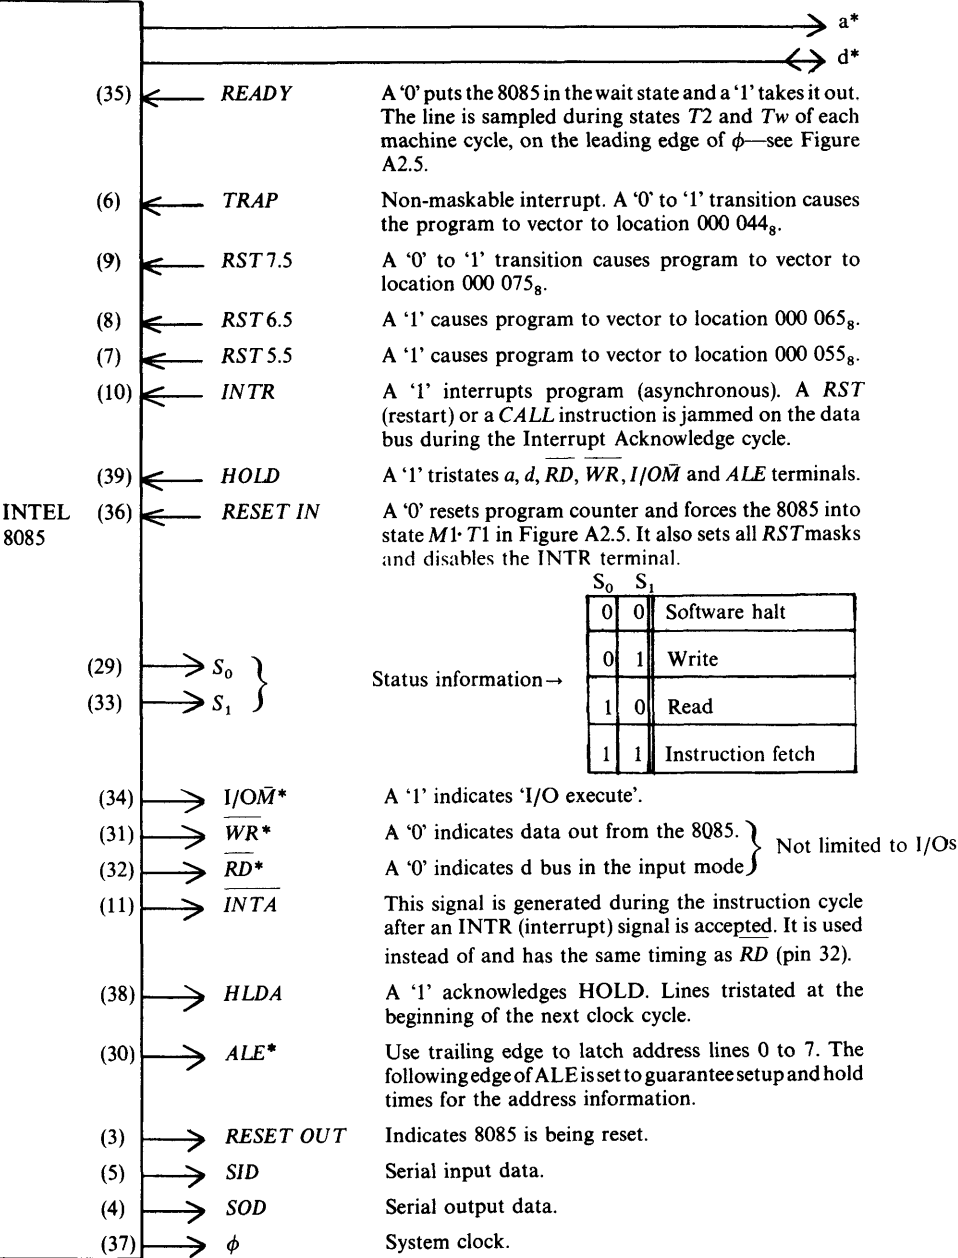 a*
d*
(35) READY A ‘0’ puts the 8085 in the wait state and a ‘1’ takes it out.
The line is sampled during states T2 and Tw of each
machine cycle, on the leading edge of ϕ—see Figure
A2.5.
(6) TRAP Non-maskable interrupt. A ‘0’ to ‘1’ transition causes
the program to vector to location 000 044₈.
(9) RST 7.5 A ‘0’ to ‘1’ transition causes program to vector to
location 000 075₈.
(8) RST 6.5 A ‘1’ causes program to vector to location 000 065₈.
(7) RST 5.5 A ‘1’ causes program to vector to location 000 055₈.
(10) INTR A ‘1’ interrupts program (asynchronous). A RST
(restart) or a CALL instruction is jammed on the data
bus during the Interrupt Acknowledge cycle.
(39) HOLD A ‘1’ tristates a, d, R̅D̅, W̅R̅, I/OM̅ and ALE terminals.
INTEL 8085
(36) RESET IN A ‘0’ resets program counter and forces the 8085 into
state M1·T1 in Figure A2.5. It also sets all RST masks
and disables the INTR terminal.
S₀ S₁
0 0 Software halt
0 1 Write
1 0 Read
1 1 Instruction fetch
(29) S₀
(33) S₁
Status information→
(34) I/OM̅* A ‘1’ indicates ‘I/O execute’.
(31) W̅R̅* A ‘0’ indicates data out from the 8085.
(32) R̅D̅* A ‘0’ indicates d bus in the input mode
Not limited to I/Os
(11) I̅N̅T̅A̅ This signal is generated during the instruction cycle
after an INTR (interrupt) signal is accepted. It is used
instead of and has the same timing as R̅D̅ (pin 32).
(38) HLDA A ‘1’ acknowledges HOLD. Lines tristated at the
beginning of the next clock cycle.
(30) ALE* Use trailing edge to latch address lines 0 to 7. The
following edge of ALE is set to guarantee setup and hold
times for the address information.
(3) RESET OUT Indicates 8085 is being reset.
(5) SID Serial input data.
(4) SOD Serial output data.
(37) ϕ System clock.